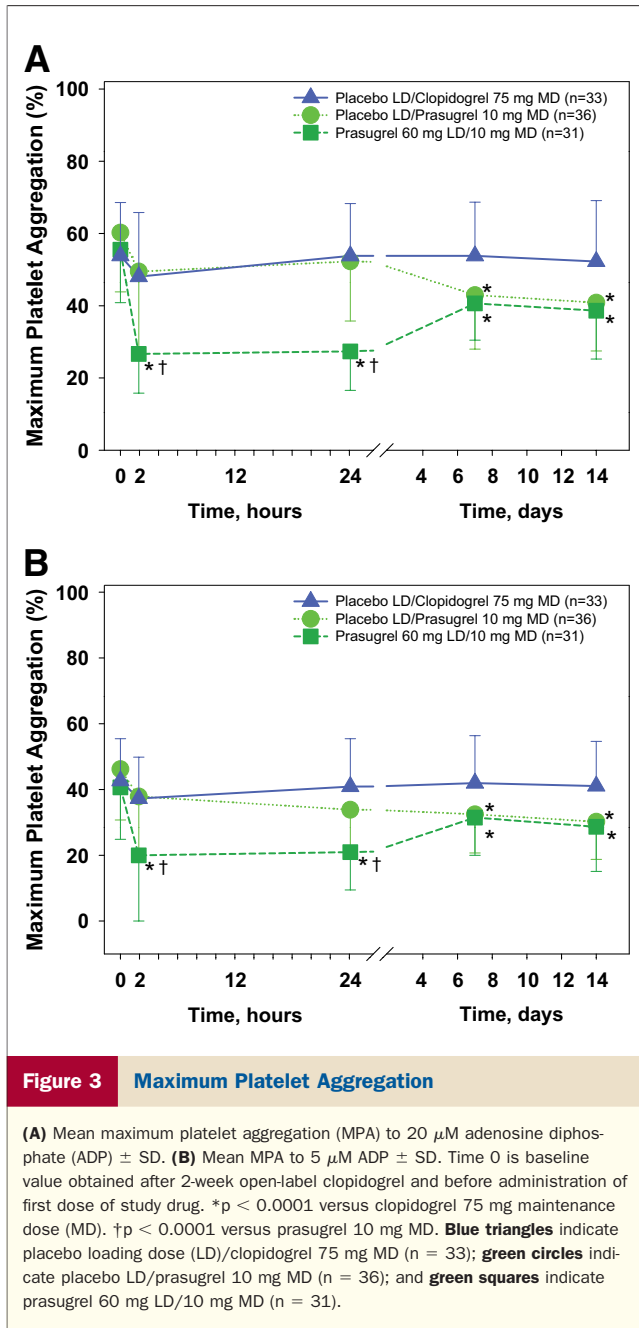 A
Maximum Platelet Aggregation (%)
100
80
60
40
20
0
Placebo LD/Clopidogrel 75 mg MD (n=33)
Placebo LD/Prasugrel 10 mg MD (n=36)
Prasugrel 60 mg LD/10 mg MD (n=31)
* †
* †
*
*
*
*
0 2 12 24 4 6 8 10 12 14
Time, hours Time, days
B
Maximum Platelet Aggregation (%)
100
80
60
40
20
0
Placebo LD/Clopidogrel 75 mg MD (n=33)
Placebo LD/Prasugrel 10 mg MD (n=36)
Prasugrel 60 mg LD/10 mg MD (n=31)
* †
* †
*
*
*
*
0 2 12 24 4 6 8 10 12 14
Time, hours Time, days
Figure 3 Maximum Platelet Aggregation
(A) Mean maximum platelet aggregation (MPA) to 20 μM adenosine diphos-
phate (ADP) ± SD. (B) Mean MPA to 5 μM ADP ± SD. Time 0 is baseline
value obtained after 2-week open-label clopidogrel and before administration of
first dose of study drug. *p < 0.0001 versus clopidogrel 75 mg maintenance
dose (MD). †p < 0.0001 versus prasugrel 10 mg MD. Blue triangles indicate
placebo loading dose (LD)/clopidogrel 75 mg MD (n = 33); green circles indi-
cate placebo LD/prasugrel 10 mg MD (n = 36); and green squares indicate
prasugrel 60 mg LD/10 mg MD (n = 31).